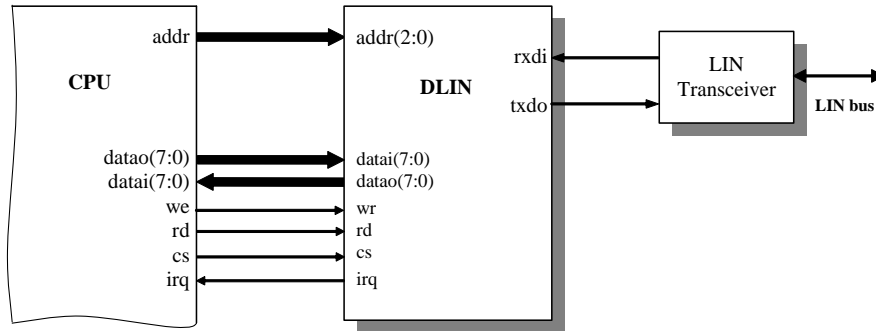 addr
addr(2:0)
rxdi
LIN
Transceiver
CPU
DLIN
LIN bus
txdo
datao(7:0)
datai(7:0)
datai(7:0)
datao(7:0)
we
wr
rd
rd
cs
cs
irq
irq